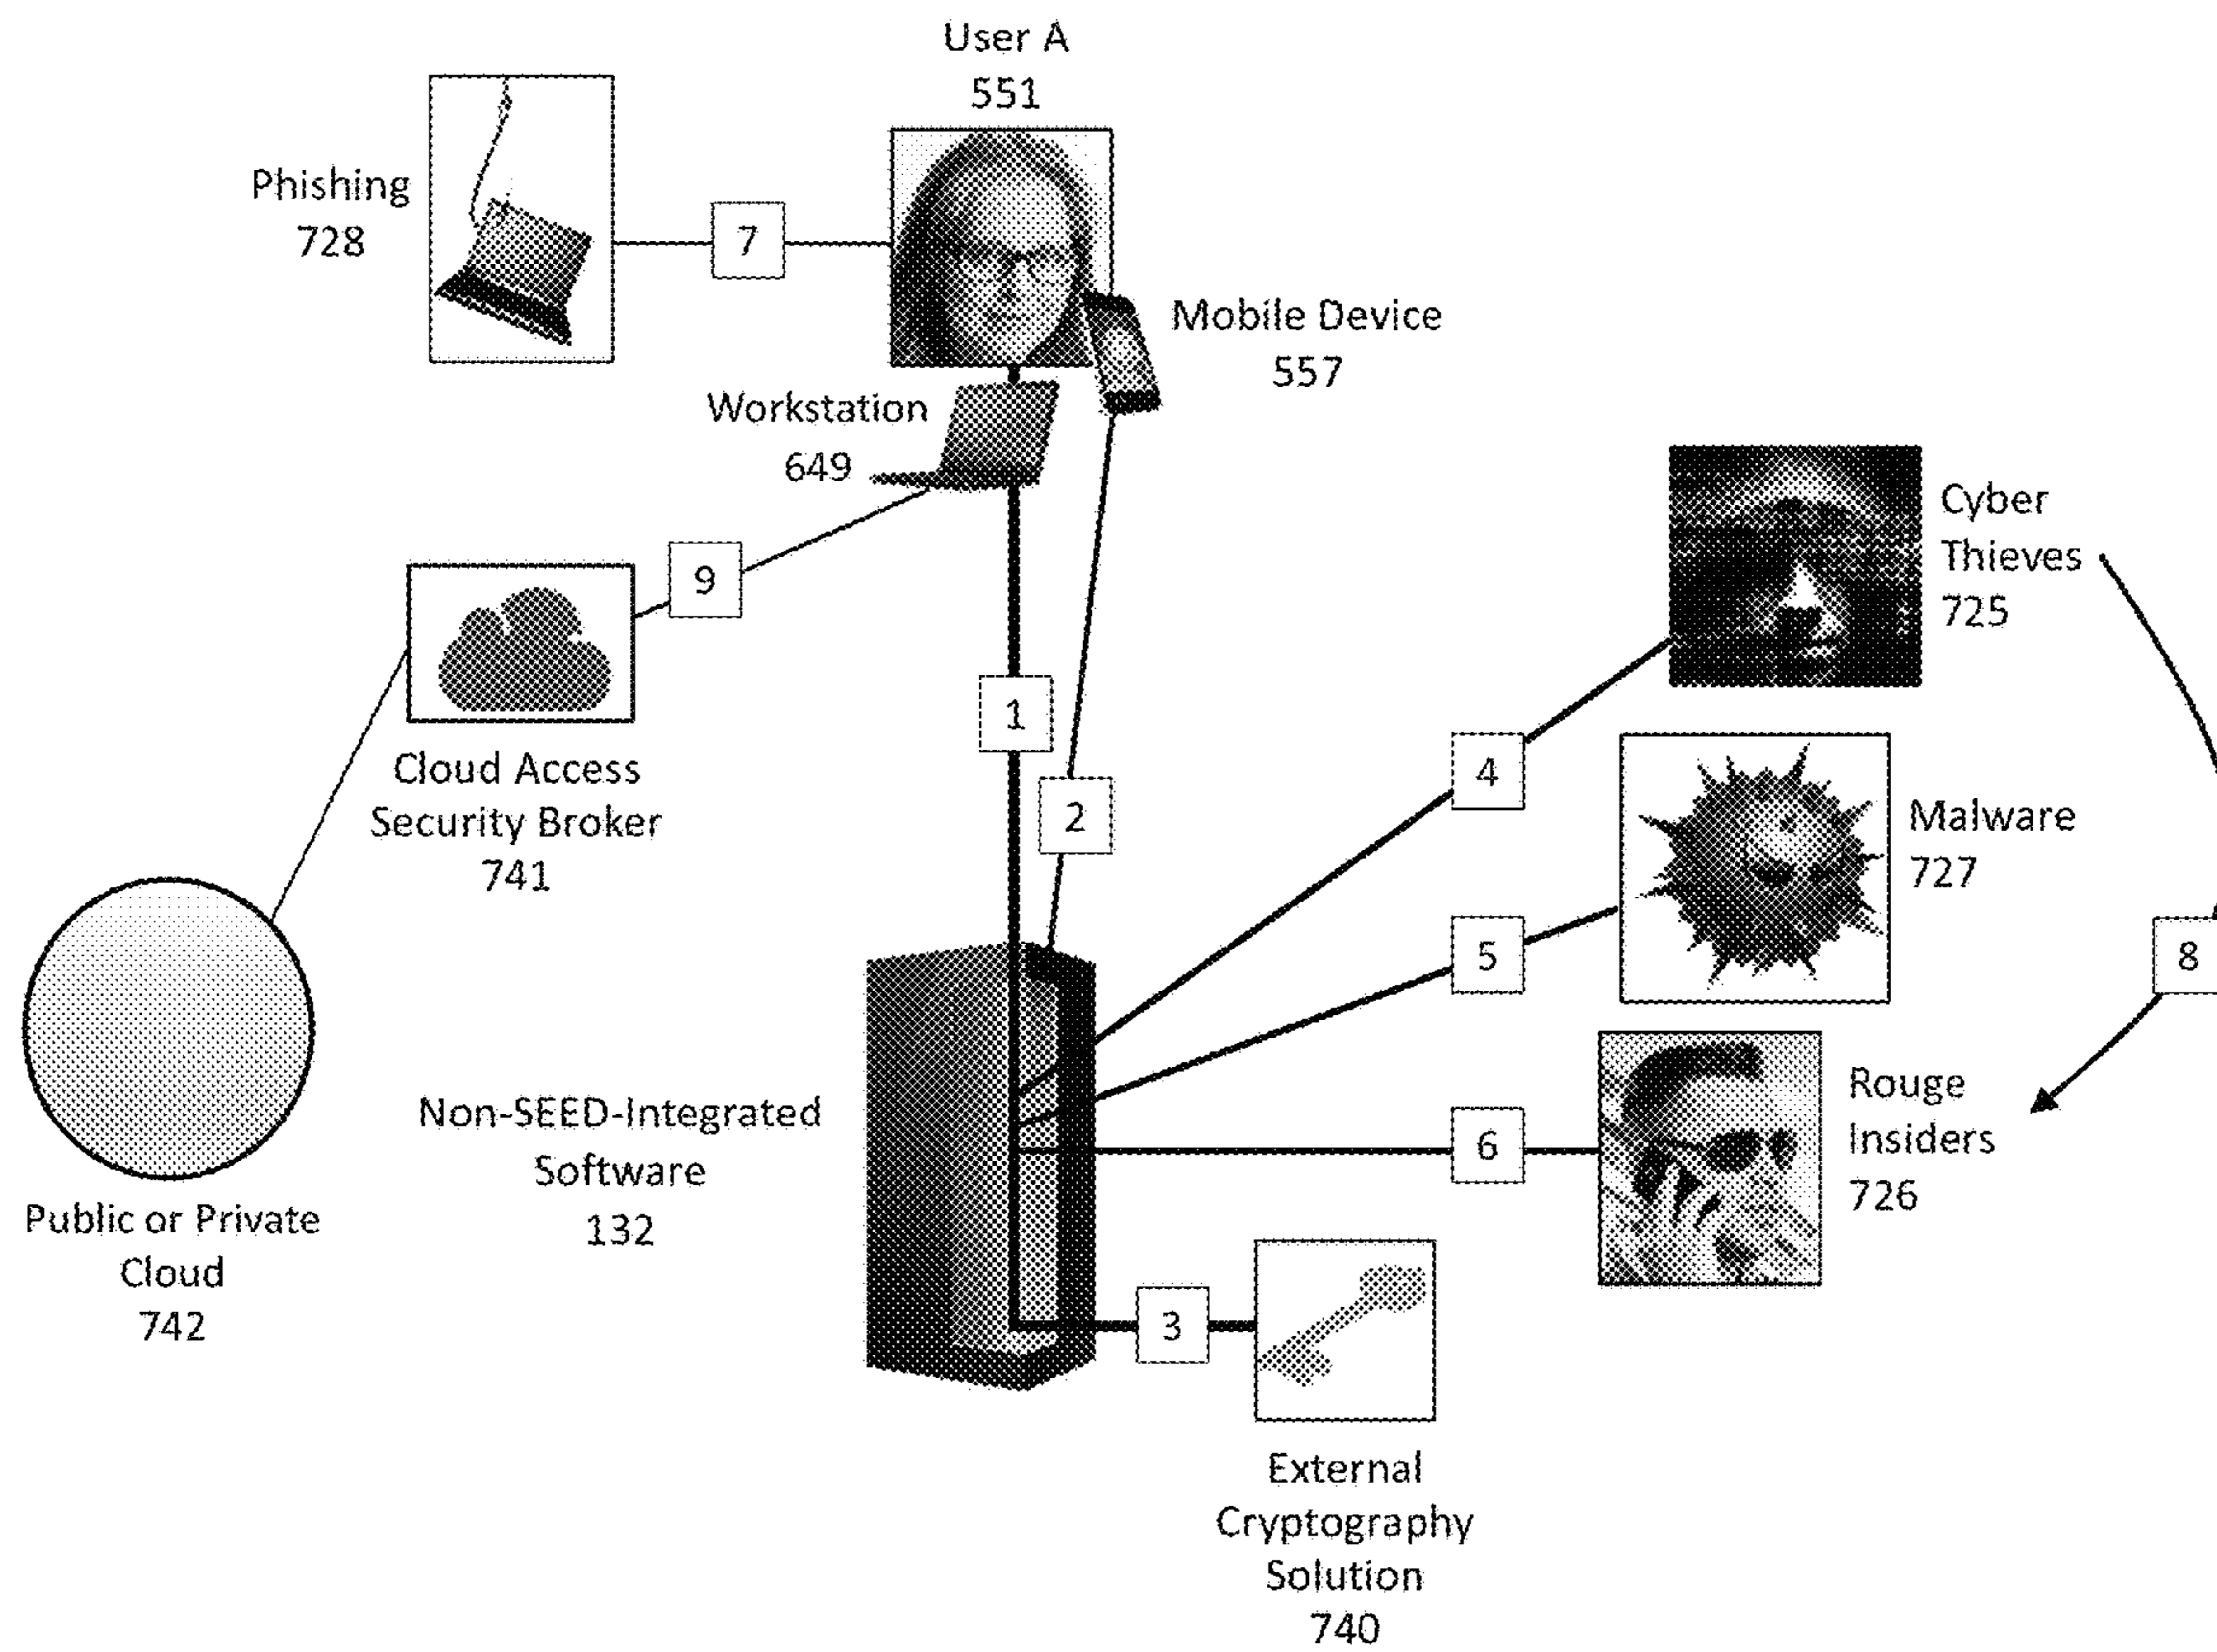 User A
551
Phishing
728
7
Mobile Device
557
Workstation
649
9
Cyber
Thieves
725
1
4
Cloud Access
Security Broker
741
2
Malware
727
5
8
Non-SEED-Integrated
Software
132
6
Rouge
Insiders
726
Public or Private
Cloud
742
3
External
Cryptography
Solution
740